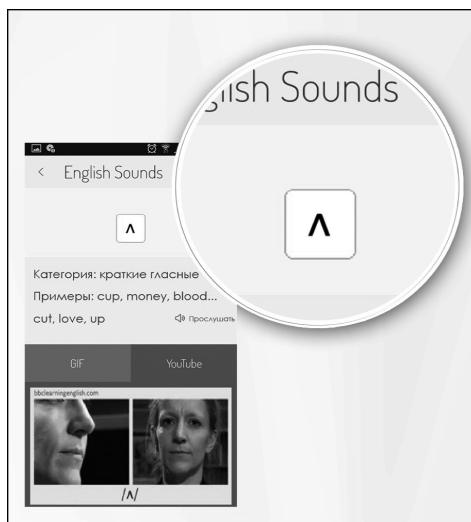 glish Sounds
ʌ
English Sounds
ʌ
Категория: краткие гласные
Примеры: cup, money, blood...
cut, love, up
Прослушать
GIF
YouTube
bbclearningenglish.com
/ʌ/